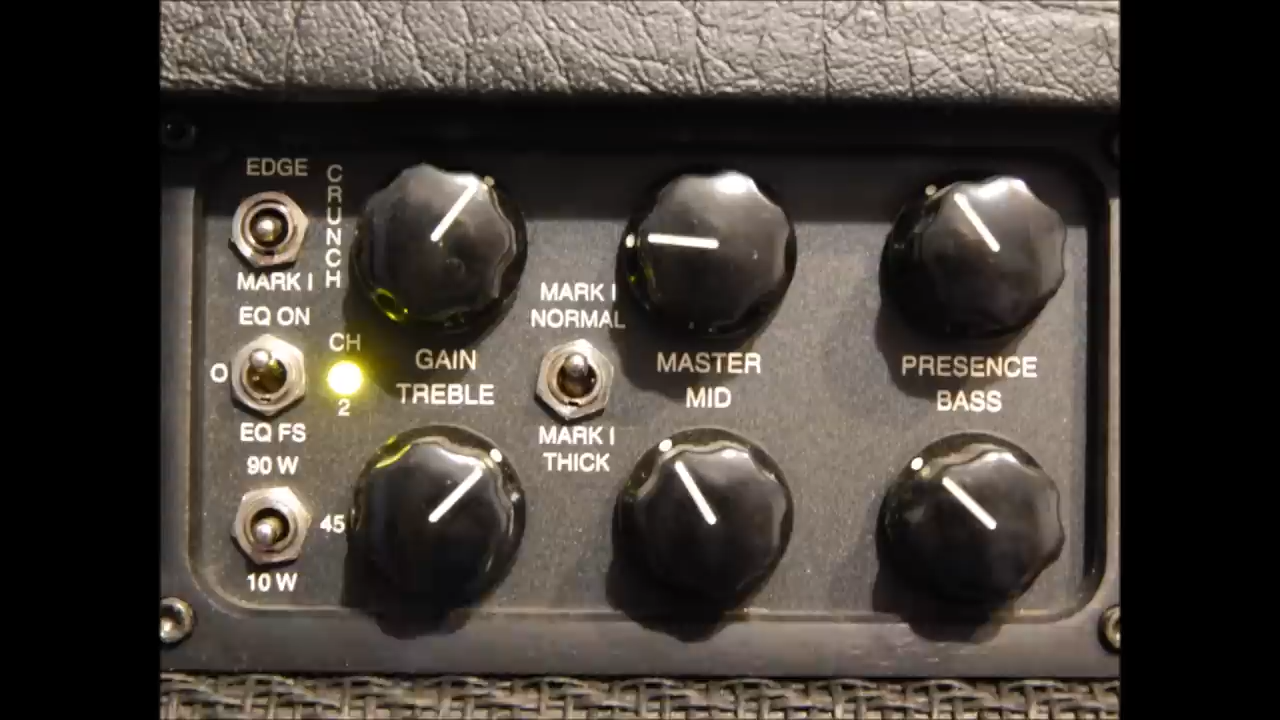 EDGE
CRUNCH
MARK I
EQ ON
O
EQ FS
CH
2
90 W
45
10 W
GAIN
TREBLE
MARK I
NORMAL
MARK I
THICK
MASTER
MID
PRESENCE
BASS